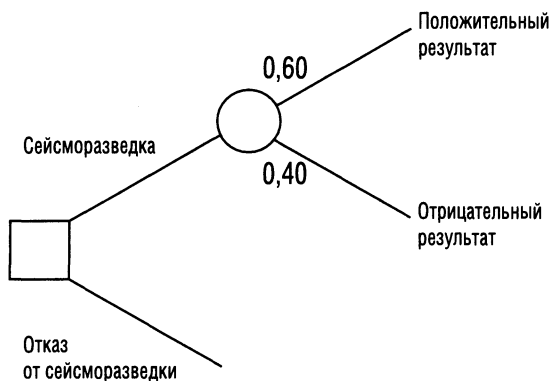 Положительный
результат
0,60
Сейсморазведка
0,40
Отрицательный
результат
Отказ
от сейсморазведки